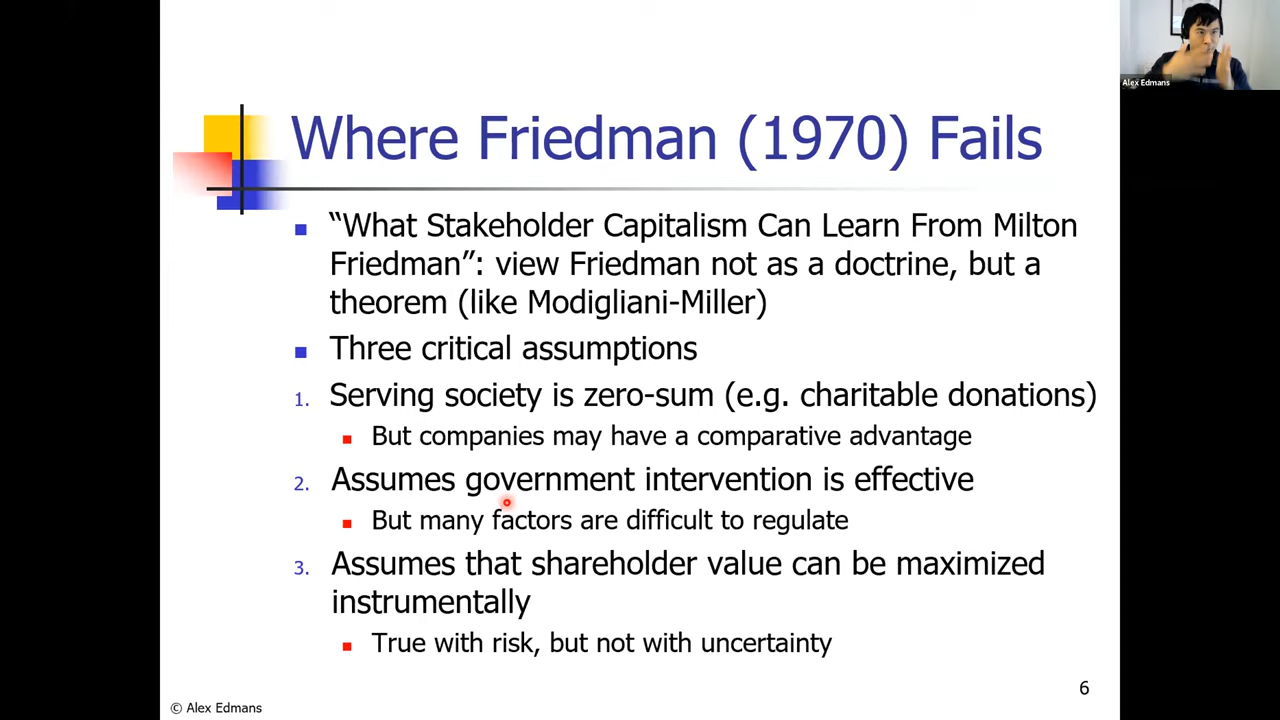 Alex Edmans
Where Friedman (1970) Fails
“What Stakeholder Capitalism Can Learn From Milton
Friedman”: view Friedman not as a doctrine, but a
theorem (like Modigliani-Miller)
Three critical assumptions
1. Serving society is zero-sum (e.g. charitable donations)
But companies may have a comparative advantage
2. Assumes government intervention is effective
But many factors are difficult to regulate
3. Assumes that shareholder value can be maximized
instrumentally
True with risk, but not with uncertainty
6
© Alex Edmans